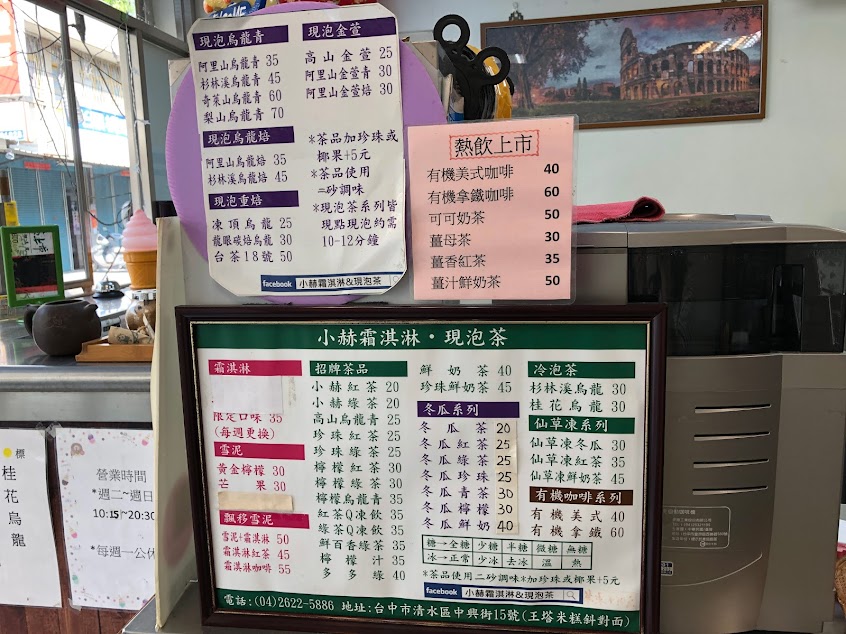 現泡烏龍青
阿里山烏龍青 35
杉林溪烏龍青 45
奇萊山烏龍青 60
梨山烏龍青 70
現泡烏龍焙
阿里山烏龍焙 35
杉林溪烏龍焙 45
現泡重焙
凍頂烏龍 25
龍眼碳焙烏龍 30
台茶18號 50
現泡金萱
高山金萱 25
阿里山金萱青 30
阿里山金萱焙 30
*茶品加珍珠或
椰果+5元
*茶品使用
二砂調味
*現泡茶系列皆
現點現泡約需
10-12分鐘
facebook 小赫霜淇淋&現泡茶
熱飲上市
有機美式咖啡 40
有機拿鐵咖啡 60
可可奶茶 50
薑母茶 30
薑香紅茶 35
薑汁鮮奶茶 50
小赫霜淇淋・現泡茶
霜淇淋
限定口味 35
(每週更換)
雪泥
黃金檸檬 30
芒果 30
飄移雪泥
雪泥+霜淇淋 50
霜淇淋紅茶 45
霜淇淋咖啡 55
招牌茶品
小赫紅茶 20
小赫綠茶 20
高山烏龍青 25
珍珠紅茶 25
珍珠綠茶 25
檸檬紅茶 30
檸檬綠茶 30
檸檬烏龍青 35
紅茶Q凍飲 35
綠茶Q凍飲 35
鮮百香綠茶 35
檸檬汁 35
多多綠 40
鮮奶茶 40
珍珠鮮奶茶 45
冬瓜系列
冬瓜茶 20
冬瓜紅茶 25
冬瓜綠茶 25
冬瓜珍珠 25
冬瓜青茶 30
冬瓜檸檬 30
冬瓜鮮奶 40
冷泡茶
杉林溪烏龍 30
桂花烏龍 30
仙草凍系列
仙草凍冬瓜 30
仙草凍紅茶 35
仙草凍鮮奶茶 45
有機咖啡系列
有機美式 40
有機拿鐵 60
糖→全糖 少糖 半糖 微糖 無糖
冰→正常 少冰 去冰 溫 熱
*茶品使用二砂調味*加珍珠或椰果+5元
facebook 小赫霜淇淋&現泡茶
電話:(04)2622-5886 地址:台中市清水區中興街15號(王塔米糕斜對面)
標
桂花烏龍
營業時間
*週二~週日
10:15~20:30
*每週一公休